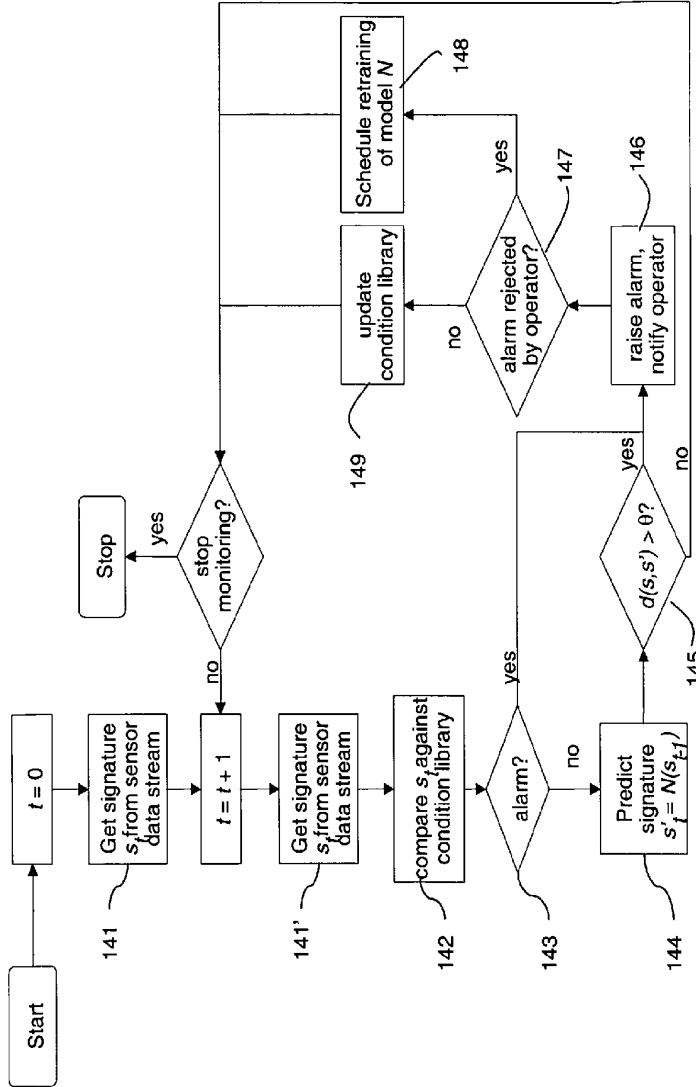 Start
t = 0
Get signature
s_t from sensor
data stream
141
t = t + 1
Get signature
s_t from sensor
data stream
141'
compare s_t against
condition library
142
alarm?
143
yes
no
Predict
signature
s'_t = N(s_{t-1})
144
d(s,s') > θ?
145
yes
no
raise alarm,
notify operator
146
alarm rejected
by operator?
147
no
yes
update
condition library
149
Schedule retraining
of model N
148
stop
monitoring?
no
yes
Stop